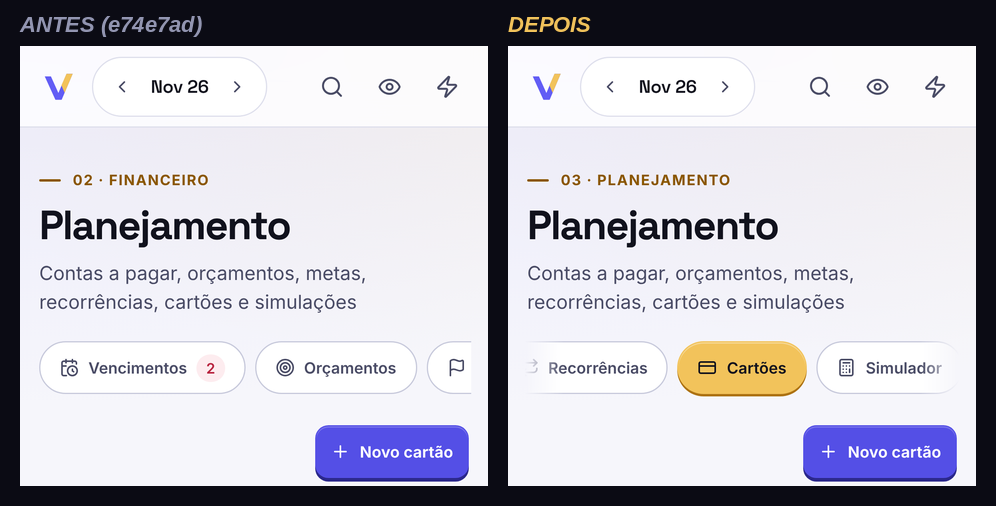 ANTES (e74e7ad)
Nov 26
02 · FINANCEIRO
Planejamento
Contas a pagar, orçamentos, metas,
recorrências, cartões e simulações
Vencimentos 2 Orçamentos
+ Novo cartão
DEPOIS
Nov 26
03 · PLANEJAMENTO
Planejamento
Contas a pagar, orçamentos, metas,
recorrências, cartões e simulações
Recorrências Cartões Simulador
+ Novo cartão